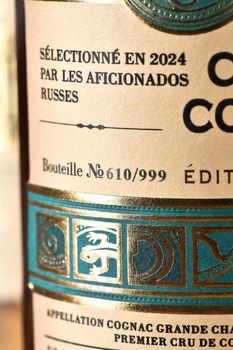 SÉLECTIONNÉ EN 2024
PAR LES AFICIONADOS
RUSSES
CO
Bouteille №610/999
ÉDIT
APPELLATION COGNAC GRANDE CHA
PREMIER CRU DE CO